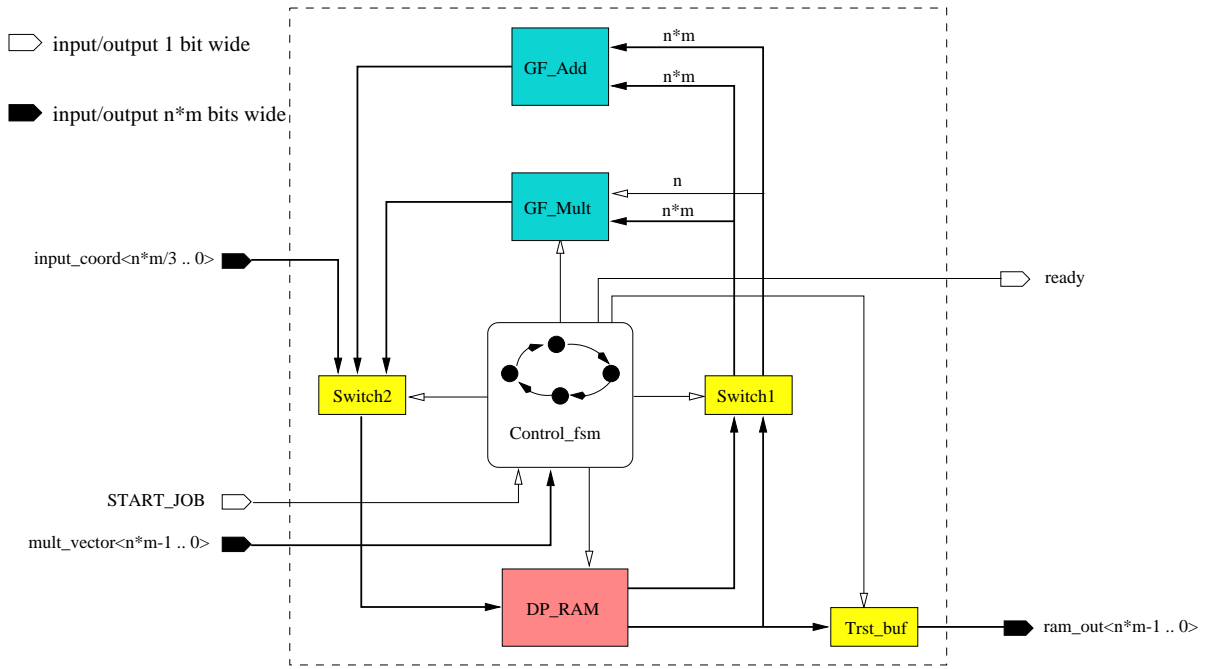 input/output 1 bit wide
input/output n*m bits wide
GF_Add
n*m
n*m
GF_Mult
n
n*m
input_coord<n*m/3 .. 0>
ready
Switch2
Control_fsm
Switch1
START_JOB
mult_vector<n*m-1 .. 0>
DP_RAM
Trst_buf
ram_out<n*m-1 .. 0>